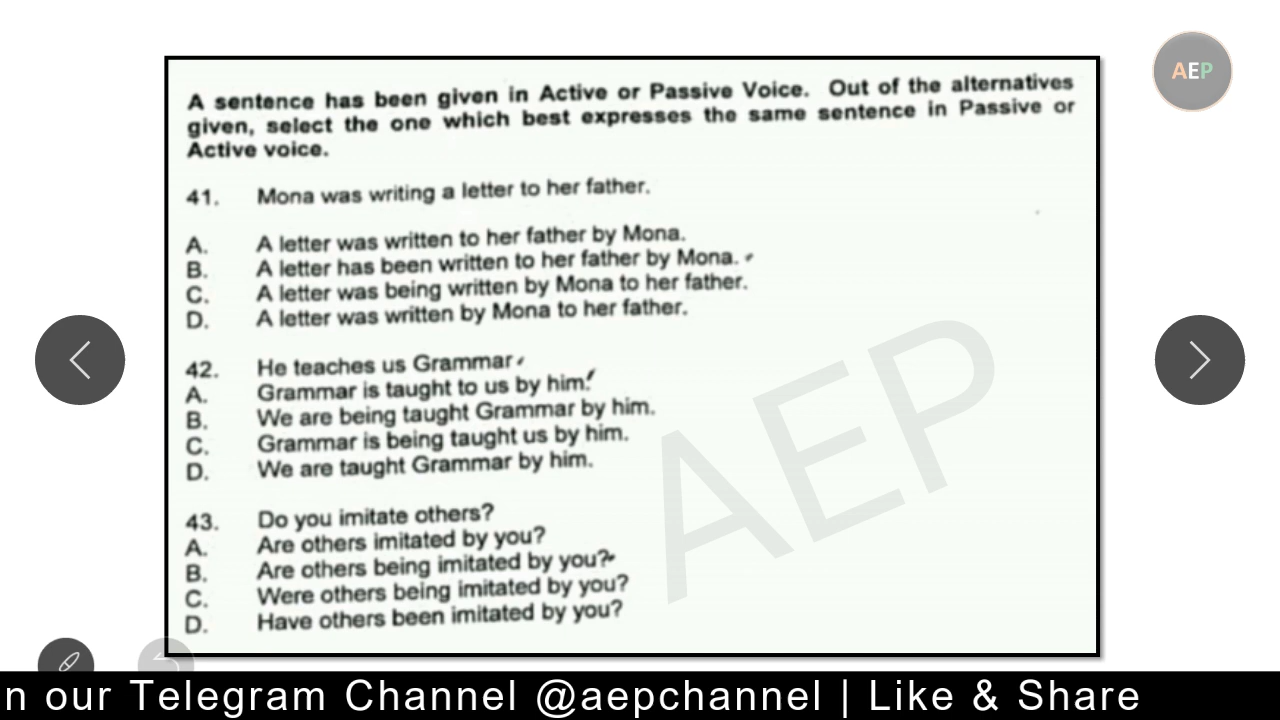 AEP
A sentence has been given in Active or Passive Voice. Out of the alternatives
given, select the one which best expresses the same sentence in Passive or
Active voice.
41. Mona was writing a letter to her father.
A. A letter was written to her father by Mona.
B. A letter has been written to her father by Mona.
C. A letter was being written by Mona to her father.
D. A letter was written by Mona to her father.
42. He teaches us Grammar
A. Grammar is taught to us by him.
B. We are being taught Grammar by him.
C. Grammar is being taught us by him.
D. We are taught Grammar by him.
43. Do you imitate others?
A. Are others imitated by you?
B. Are others being imitated by you?
C. Were others being imitated by you?
D. Have others been imitated by you?
AEP
n our Telegram Channel @aepchannel | Like & Share